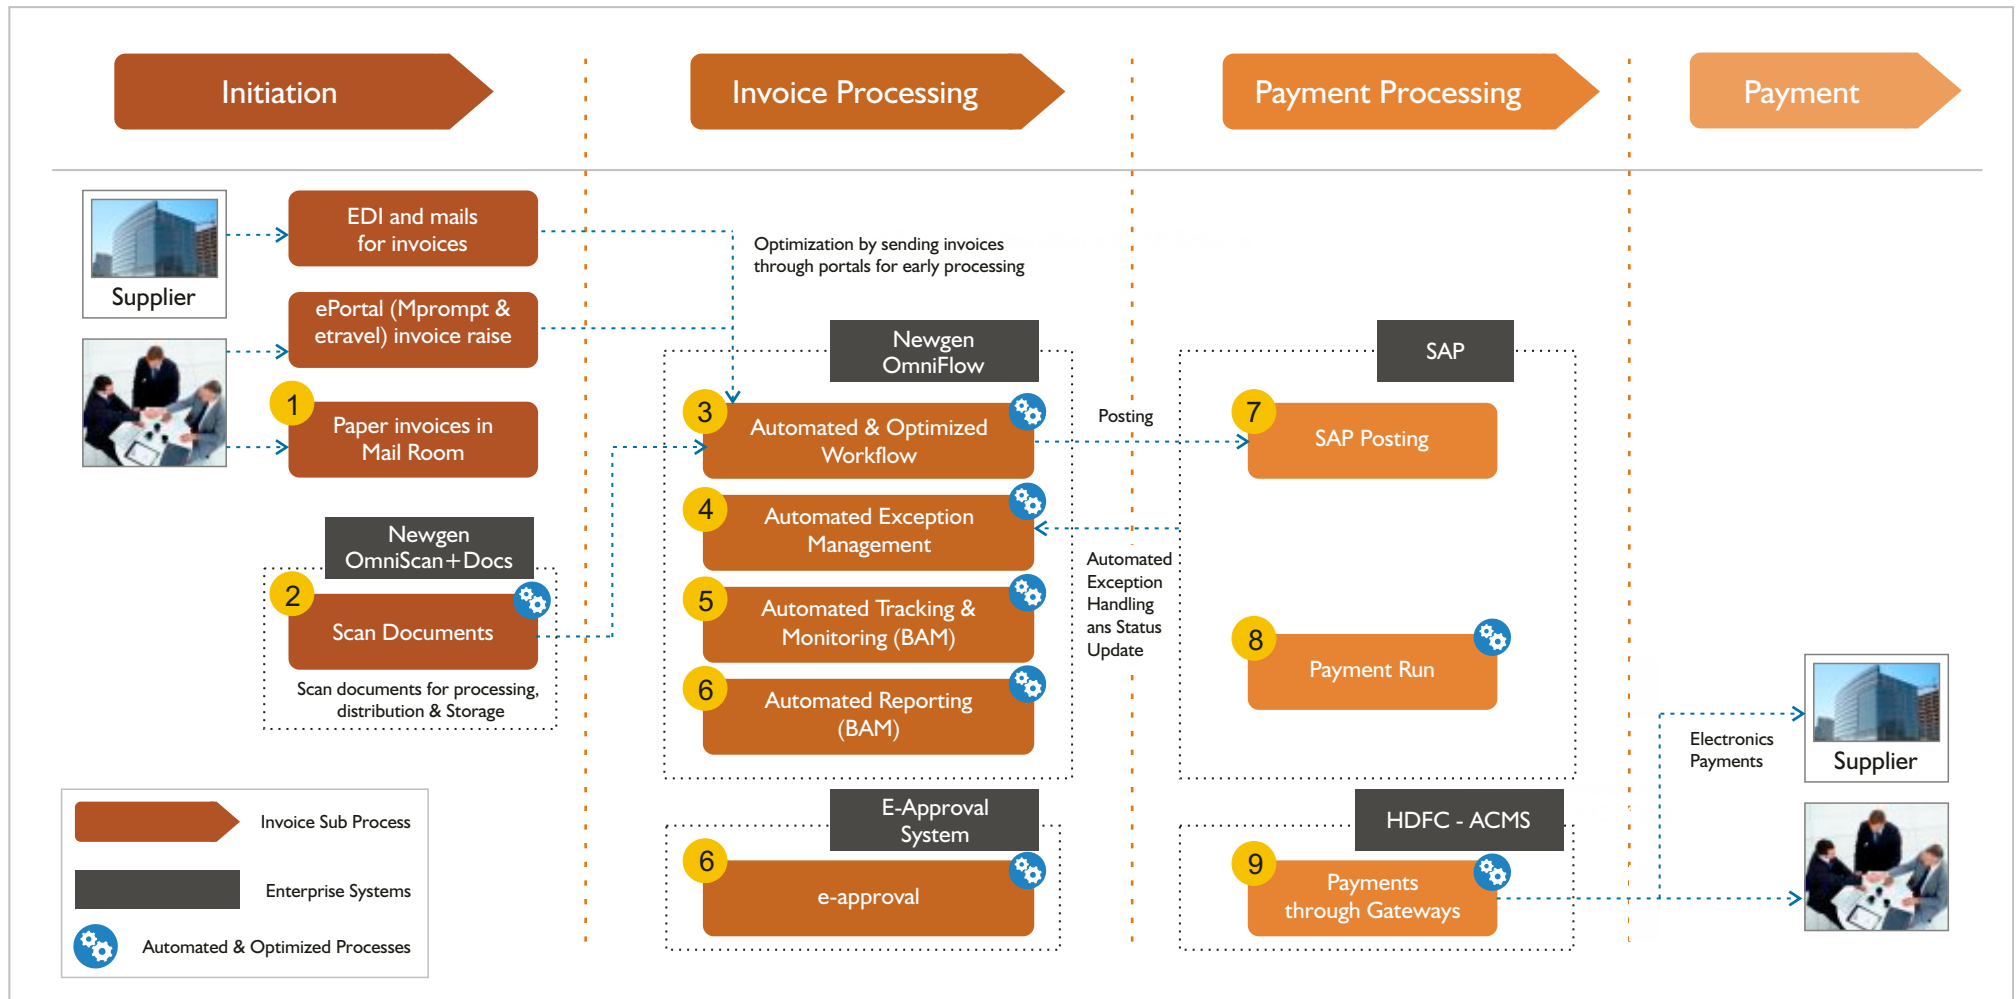 Initiation
Invoice Processing
Payment Processing
Payment
Supplier
EDI and mails
for invoices
ePortal (Mprompt &
etravel) invoice raise
1
Paper invoices in
Mail Room
Newgen
OmniScan+Docs
2
Scan Documents
Scan documents for processing,
distribution & Storage
Invoice Sub Process
Enterprise Systems
Automated & Optimized Processes
Optimization by sending invoices
through portals for early processing
Newgen
OmniFlow
3
Automated & Optimized
Workflow
4
Automated Exception
Management
5
Automated Tracking &
Monitoring (BAM)
6
Automated Reporting
(BAM)
E-Approval
System
6
e-approval
Posting
Automated
Exception
Handling
ans Status
Update
SAP
7
SAP Posting
8
Payment Run
HDFC - ACMS
9
Payments
through Gateways
Electronics
Payments
Supplier